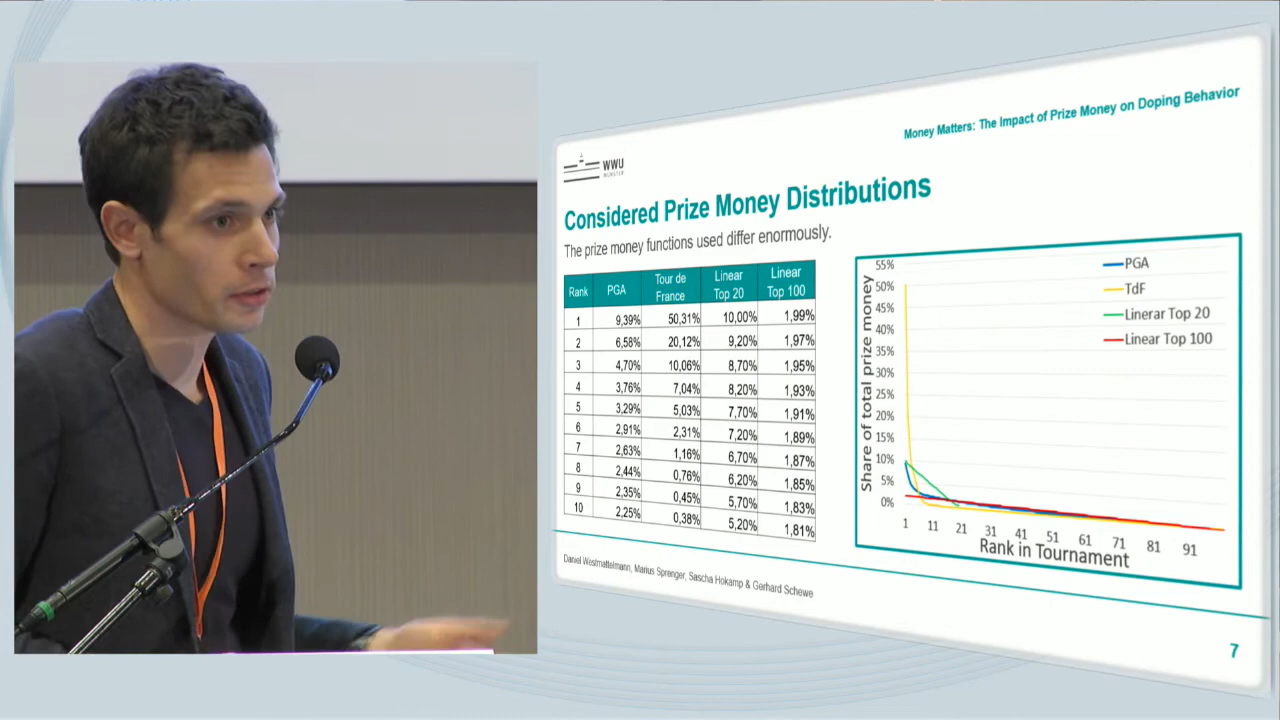 Money Matters: The Impact of Prize Money on Doping Behavior
WWU
MÜNSTER
Considered Prize Money Distributions
The prize money functions used differ enormously.
Rank PGA Tour de France Linear Top 20 Linear Top 100
1 9,39% 50,31% 10,00% 1,99%
2 6,58% 20,12% 9,20% 1,97%
3 4,70% 10,06% 8,70% 1,95%
4 3,76% 7,04% 8,20% 1,93%
5 3,29% 5,03% 7,70% 1,91%
6 2,91% 2,31% 7,20% 1,89%
7 2,63% 1,16% 6,70% 1,87%
8 2,44% 0,76% 6,20% 1,85%
9 2,35% 0,45% 5,70% 1,83%
10 2,25% 0,38% 5,20% 1,81%
Share of total prize money
55%
50%
45%
40%
35%
30%
25%
20%
15%
10%
5%
0%
PGA
TdF
Linerar Top 20
Linear Top 100
1 11 21 31 41 51 61 71 81 91
Rank in Tournament
Daniel Westmattelmann, Marius Sprenger, Sascha Hokamp & Gerhard Schewe
7